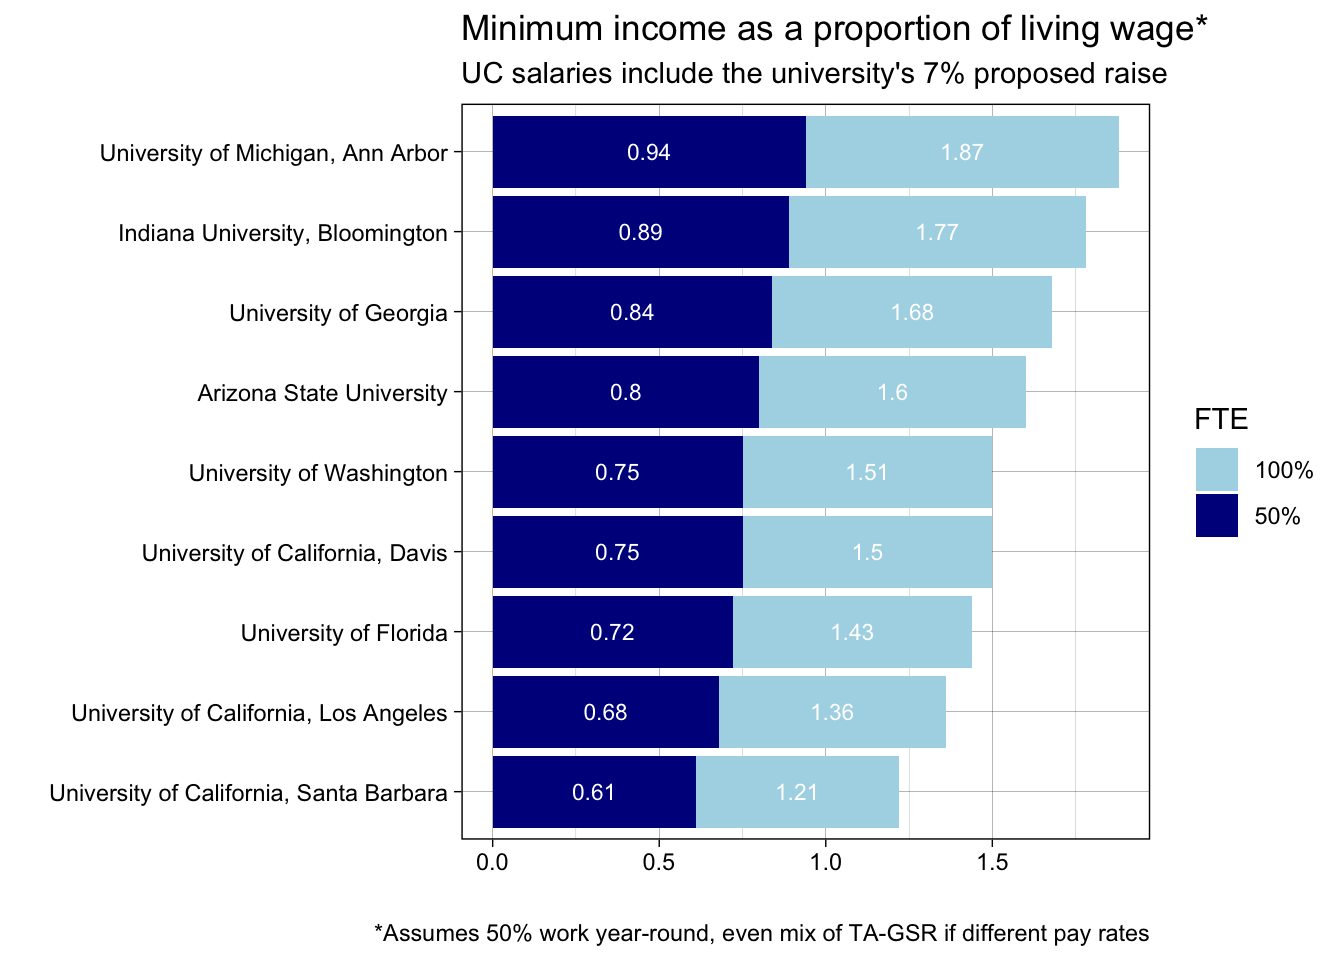 Minimum income as a proportion of living wage*
UC salaries include the university's 7% proposed raise
University of Michigan, Ann Arbor 0.94 1.87
Indiana University, Bloomington 0.89 1.77
University of Georgia 0.84 1.68
Arizona State University 0.8 1.6
University of Washington 0.75 1.51
University of California, Davis 0.75 1.5
University of Florida 0.72 1.43
University of California, Los Angeles 0.68 1.36
University of California, Santa Barbara 0.61 1.21
0.0 0.5 1.0 1.5
FTE
100%
50%
*Assumes 50% work year-round, even mix of TA-GSR if different pay rates